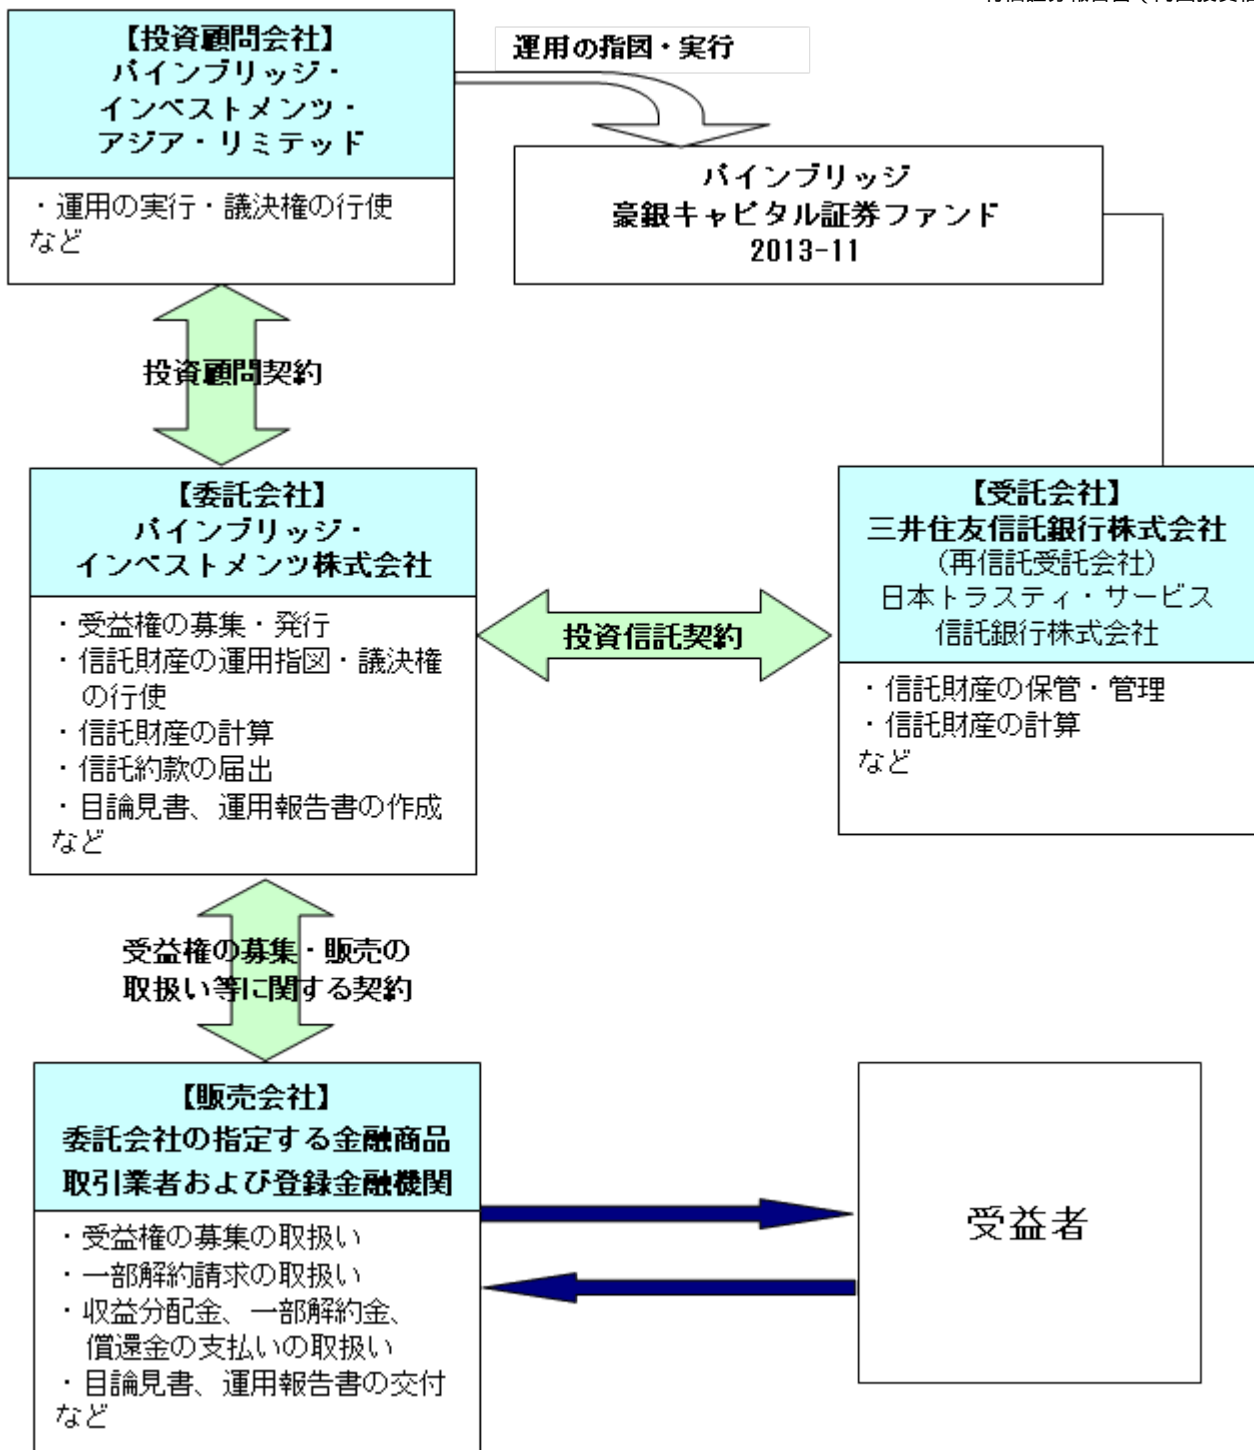 【投資顧問会社】
パインブリッジ・
インベストメンツ・
アジア・リミテッド
・運用の実行・議決権の行使
など
運用の指図・実行
パインブリッジ
豪銀キャピタル証券ファンド
2013-11
投資顧問契約
【委託会社】
パインブリッジ・
インベストメンツ株式会社
・受益権の募集・発行
・信託財産の運用指図・議決権
の行使
・信託財産の計算
・信託約款の届出
・目論見書、運用報告書の作成
など
投資信託契約
【受託会社】
三井住友信託銀行株式会社
(再信託受託会社)
日本トラスティ・サービス
信託銀行株式会社
・信託財産の保管・管理
・信託財産の計算
など
受益権の募集・販売の
取扱い等に関する契約
【販売会社】
委託会社の指定する金融商品
取引業者および登録金融機関
・受益権の募集の取扱い
・一部解約請求の取扱い
・収益分配金、一部解約金、
償還金の支払いの取扱い
・目論見書、運用報告書の交付
など
受益者